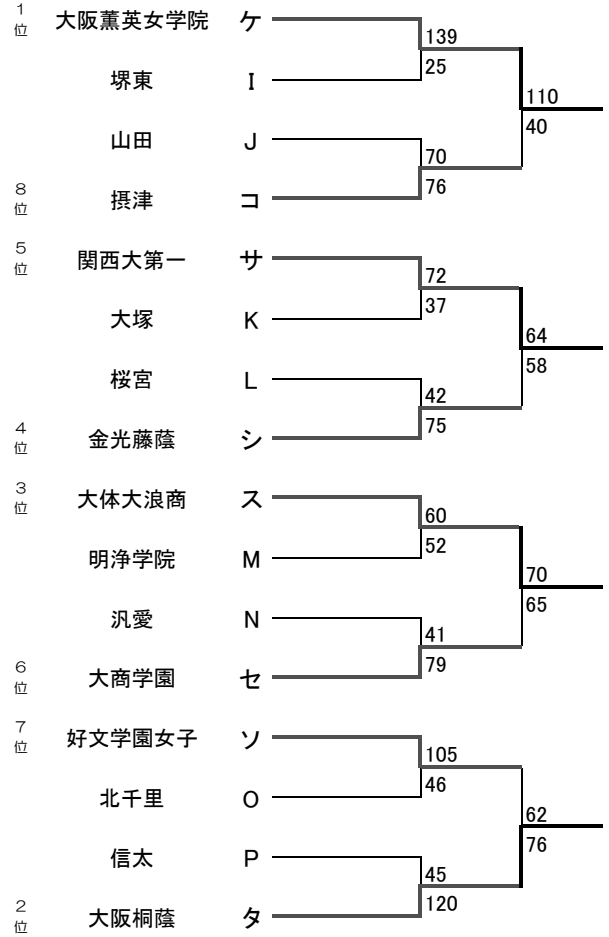 1位 大阪薫英女学院 ケ
139
25
堺東 I
110
40
山田 J
70
76
8位 摂津 コ
5位 関西大第一 サ
72
37
大塚 K
64
58
桜宮 L
42
75
4位 金光藤蔭 シ
3位 大体大浪商 ス
60
52
明浄学院 M
70
65
汎愛 N
41
79
6位 大商学園 セ
7位 好文学園女子 ソ
105
46
北千里 O
62
76
信太 P
45
120
2位 大阪桐蔭 タ